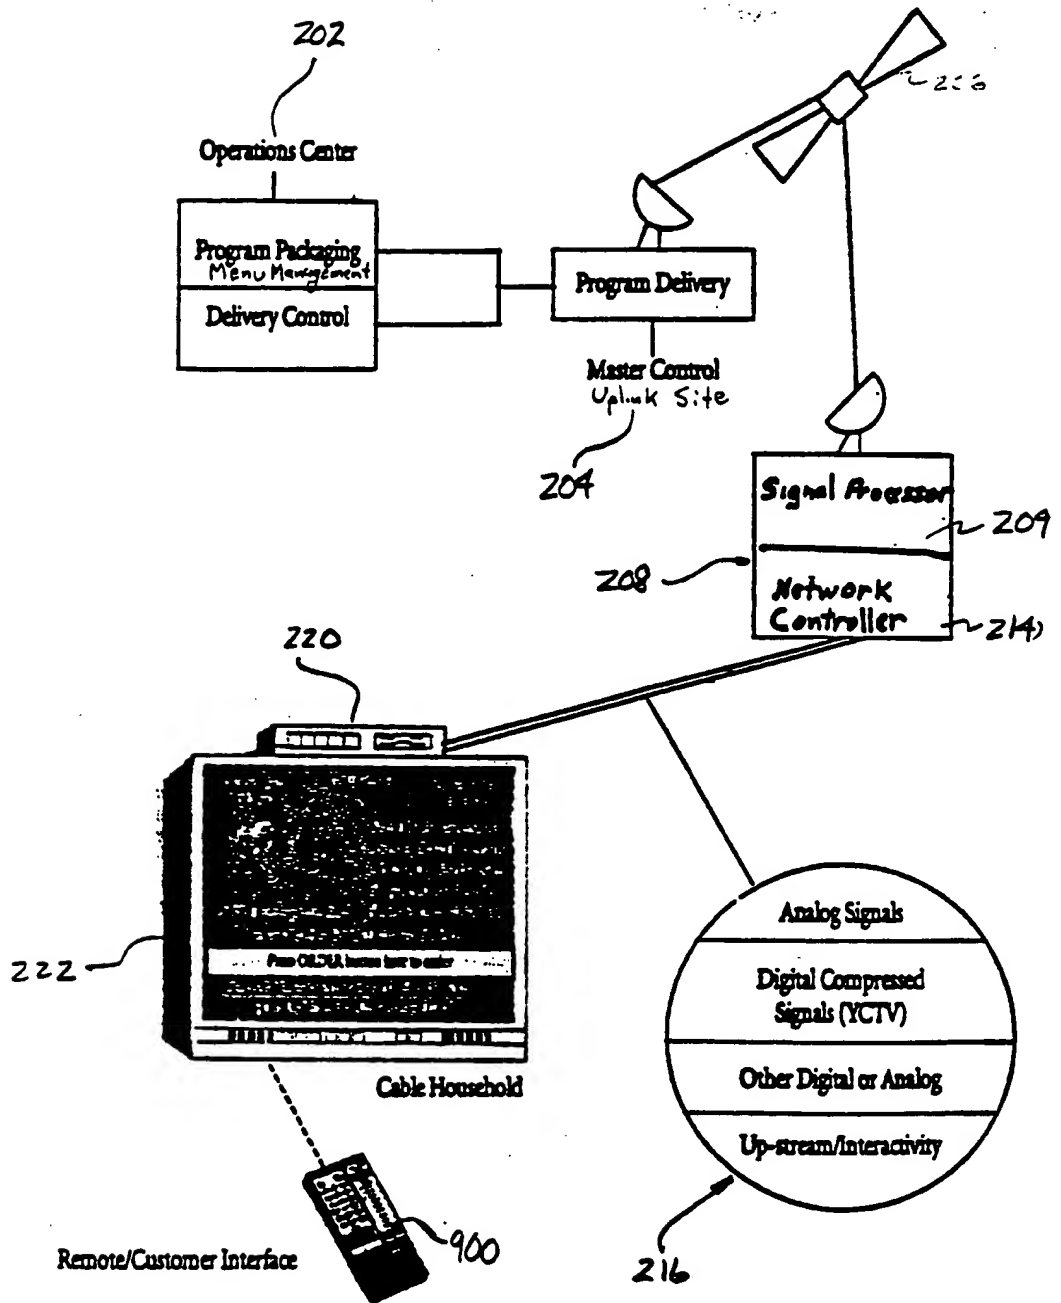 202
Operations Center
Program Packaging
Menu Management
Delivery Control
Program Delivery
Master Control
Uplink Site
204
Signal Processor
209
208
Network
Controller
214
220
222
Cable Household
Analog Signals
Digital Compressed
Signals (YCTV)
Other Digital or Analog
Up-stream/Interactivity
216
900
Remote/Customer Interface